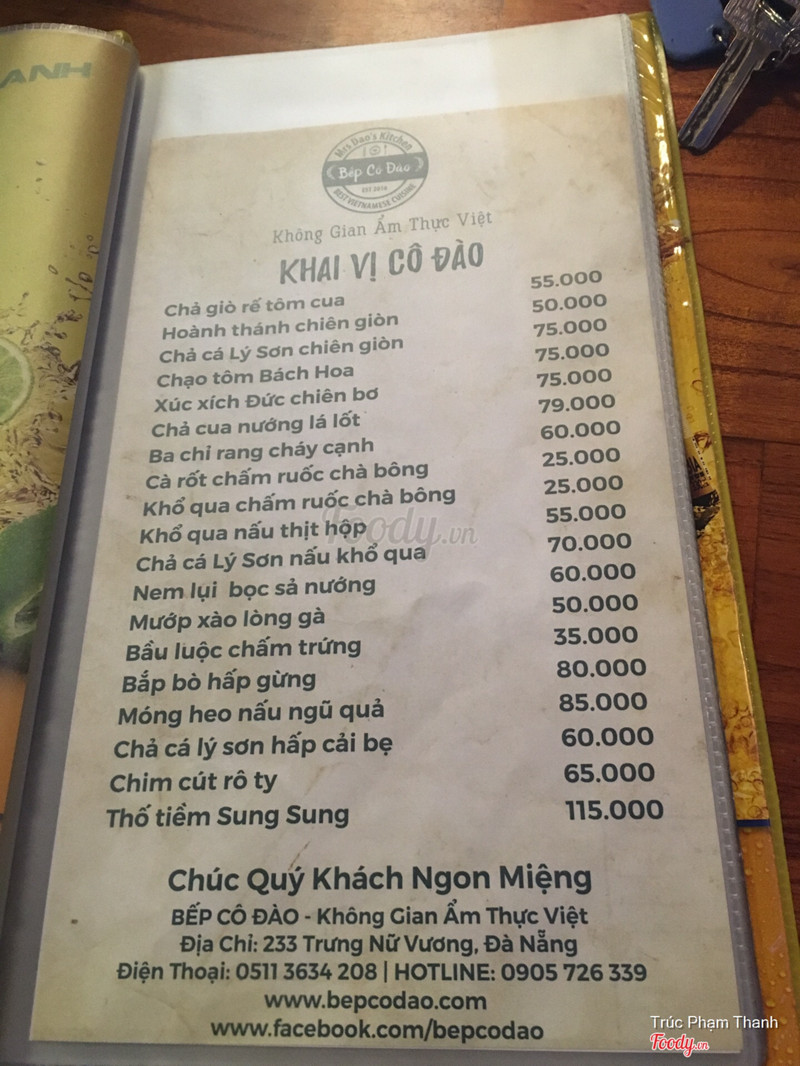 ANH
Mrs Dao's Kitchen
Bếp Cô Đào
EST 2016
BEST VIETNAMESE CUISINE
Không Gian Ẩm Thực Việt
KHAI VỊ CÔ ĐÀO
Chả giò rế tôm cua 55.000
Hoành thánh chiên giòn 50.000
Chả cá Lý Sơn chiên giòn 75.000
Chạo tôm Bách Hoa 75.000
Xúc xích Đức chiên bơ 75.000
Chả cua nướng lá lốt 79.000
Ba chỉ rang cháy cạnh 60.000
Cà rốt chấm ruốc chà bông 25.000
Khổ qua chấm ruốc chà bông 25.000
Khổ qua nấu thịt hộp 55.000
Chả cá Lý Sơn nấu khổ qua 70.000
Nem lụi bọc sả nướng 60.000
Mướp xào lòng gà 50.000
Bầu luộc chấm trứng 35.000
Bắp bò hấp gừng 80.000
Móng heo nấu ngũ quả 85.000
Chả cá lý sơn hấp cải bẹ 60.000
Chim cút rô ty 65.000
Thố tiềm Sung Sung 115.000
Foody.vn
Chúc Quý Khách Ngon Miệng
BẾP CÔ ĐÀO - Không Gian Ẩm Thực Việt
Địa Chỉ: 233 Trưng Nữ Vương, Đà Nẵng
Điện Thoại: 0511 3634 208 | HOTLINE: 0905 726 339
www.bepcodao.com
www.facebook.com/bepcodao
Trúc Phạm Thanh
Foody.vn